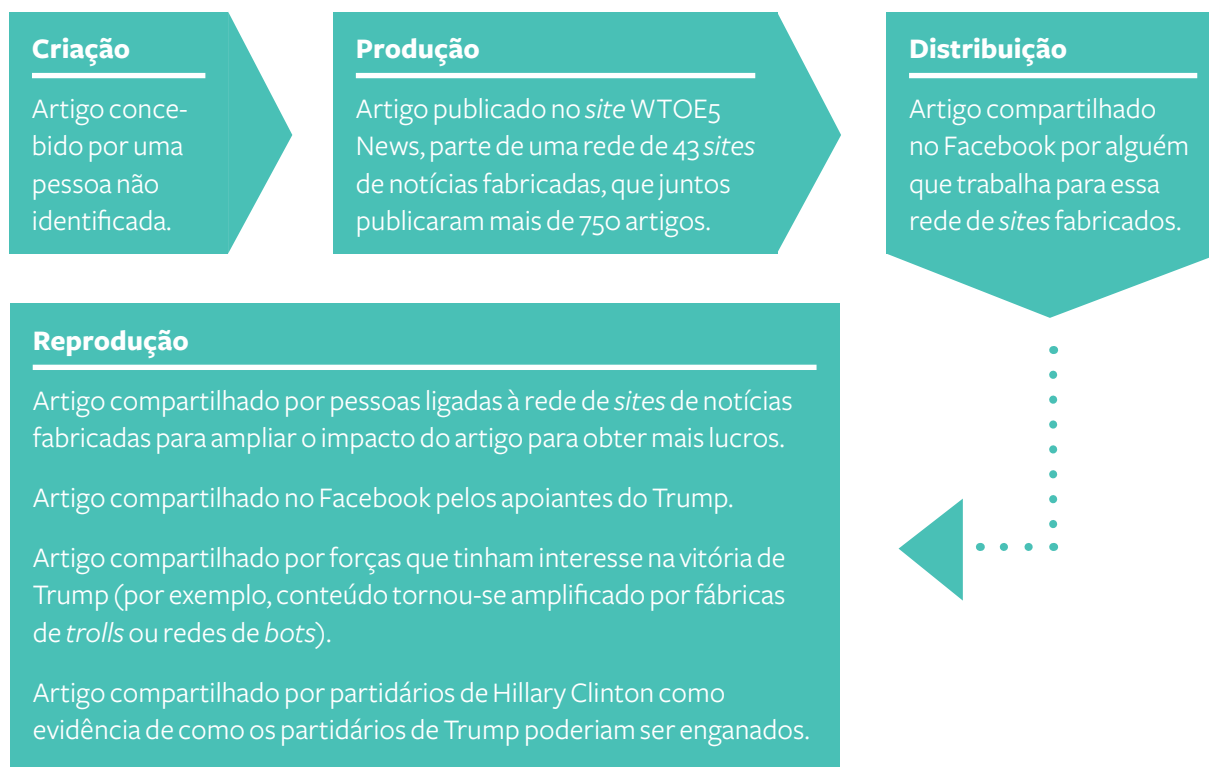 Criação
Artigo conce-
bido por uma
pessoa não
identificada.
Produção
Artigo publicado no site WTOE5
News, parte de uma rede de 43 sites
de notícias fabricadas, que juntos
publicaram mais de 750 artigos.
Distribuição
Artigo compartilhado
no Facebook por alguém
que trabalha para essa
rede de sites fabricados.
Reprodução
Artigo compartilhado por pessoas ligadas à rede de sites de notícias
fabricadas para ampliar o impacto do artigo para obter mais lucros.
Artigo compartilhado no Facebook pelos apoiantes do Trump.
Artigo compartilhado por forças que tinham interesse na vitória de
Trump (por exemplo, conteúdo tornou-se amplificado por fábricas
de trolls ou redes de bots).
Artigo compartilhado por partidários de Hillary Clinton como
evidência de como os partidários de Trump poderiam ser enganados.